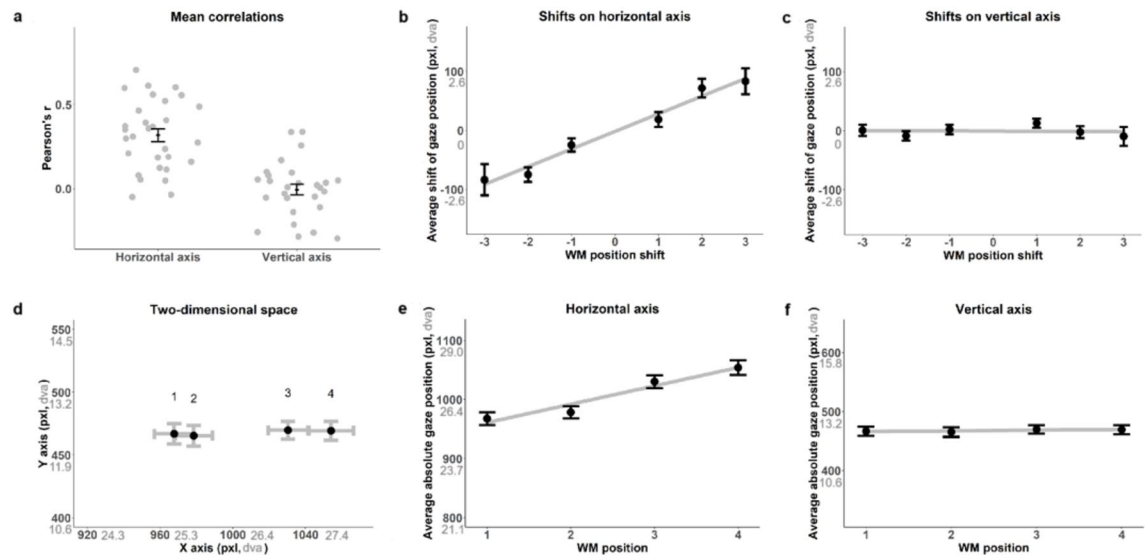 a
Mean correlations
Pearson's r
0.5
0.0
Horizontal axis
Vertical axis
b
Shifts on horizontal axis
Average shift of gaze position (pxl, dva)
100
2.6
0
0
-100
-2.6
-3 -2 -1 0 1 2 3
WM position shift
c
Shifts on vertical axis
Average shift of gaze position (pxl, dva)
100
2.6
0
0
-100
-2.6
-3 -2 -1 0 1 2 3
WM position shift
d
Two-dimensional space
Y axis (pxl, dva)
550
14.5
500
13.2
450
11.9
400
10.6
1 2 3 4
920 24.3 960 25.3 1000 26.4 1040 27.4
X axis (pxl, dva)
e
Horizontal axis
Average absolute gaze position (pxl, dva)
1100
29.0
1000
26.4
900
23.7
800
21.1
1 2 3 4
WM position
f
Vertical axis
Average absolute gaze position (pxl, dva)
600
15.8
500
13.2
400
10.6
1 2 3 4
WM position